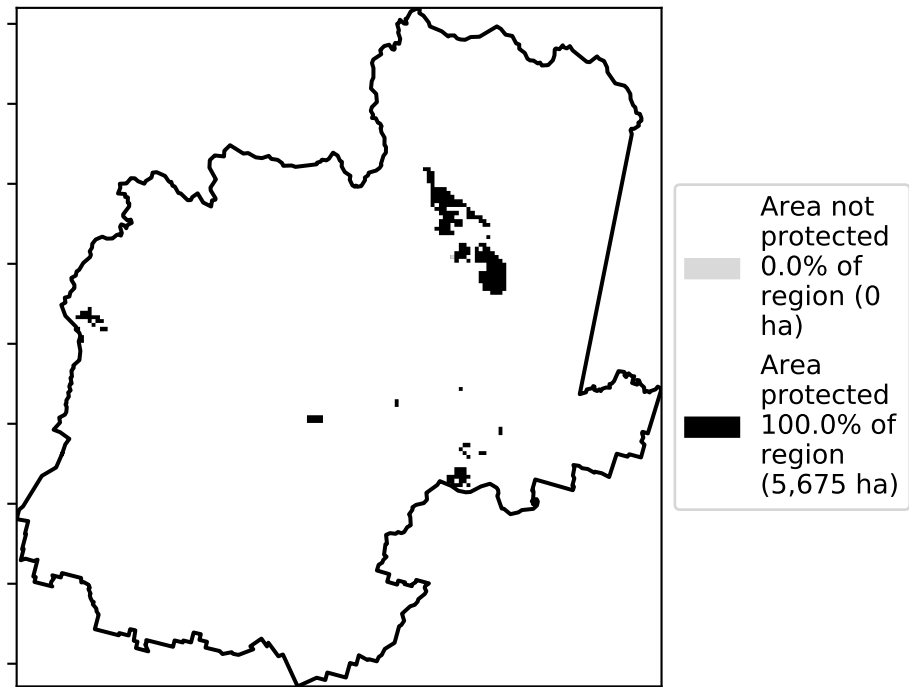 Area not
protected
0.0% of
region (0
ha)
Area
protected
100.0% of
region
(5,675 ha)